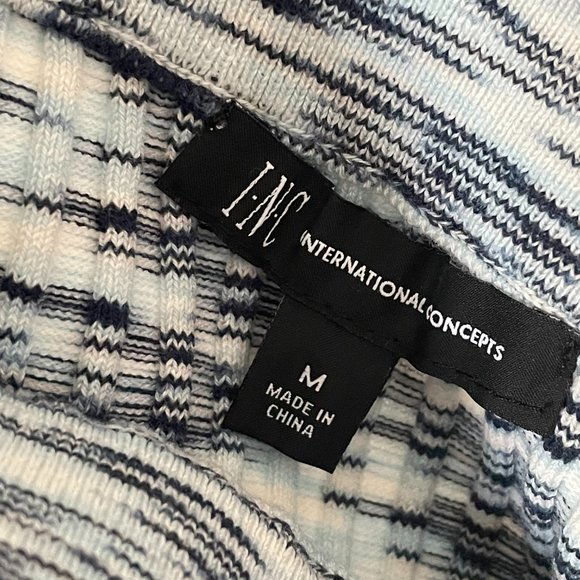 I·N·C INTERNATIONAL CONCEPTS
M
MADE IN
CHINA